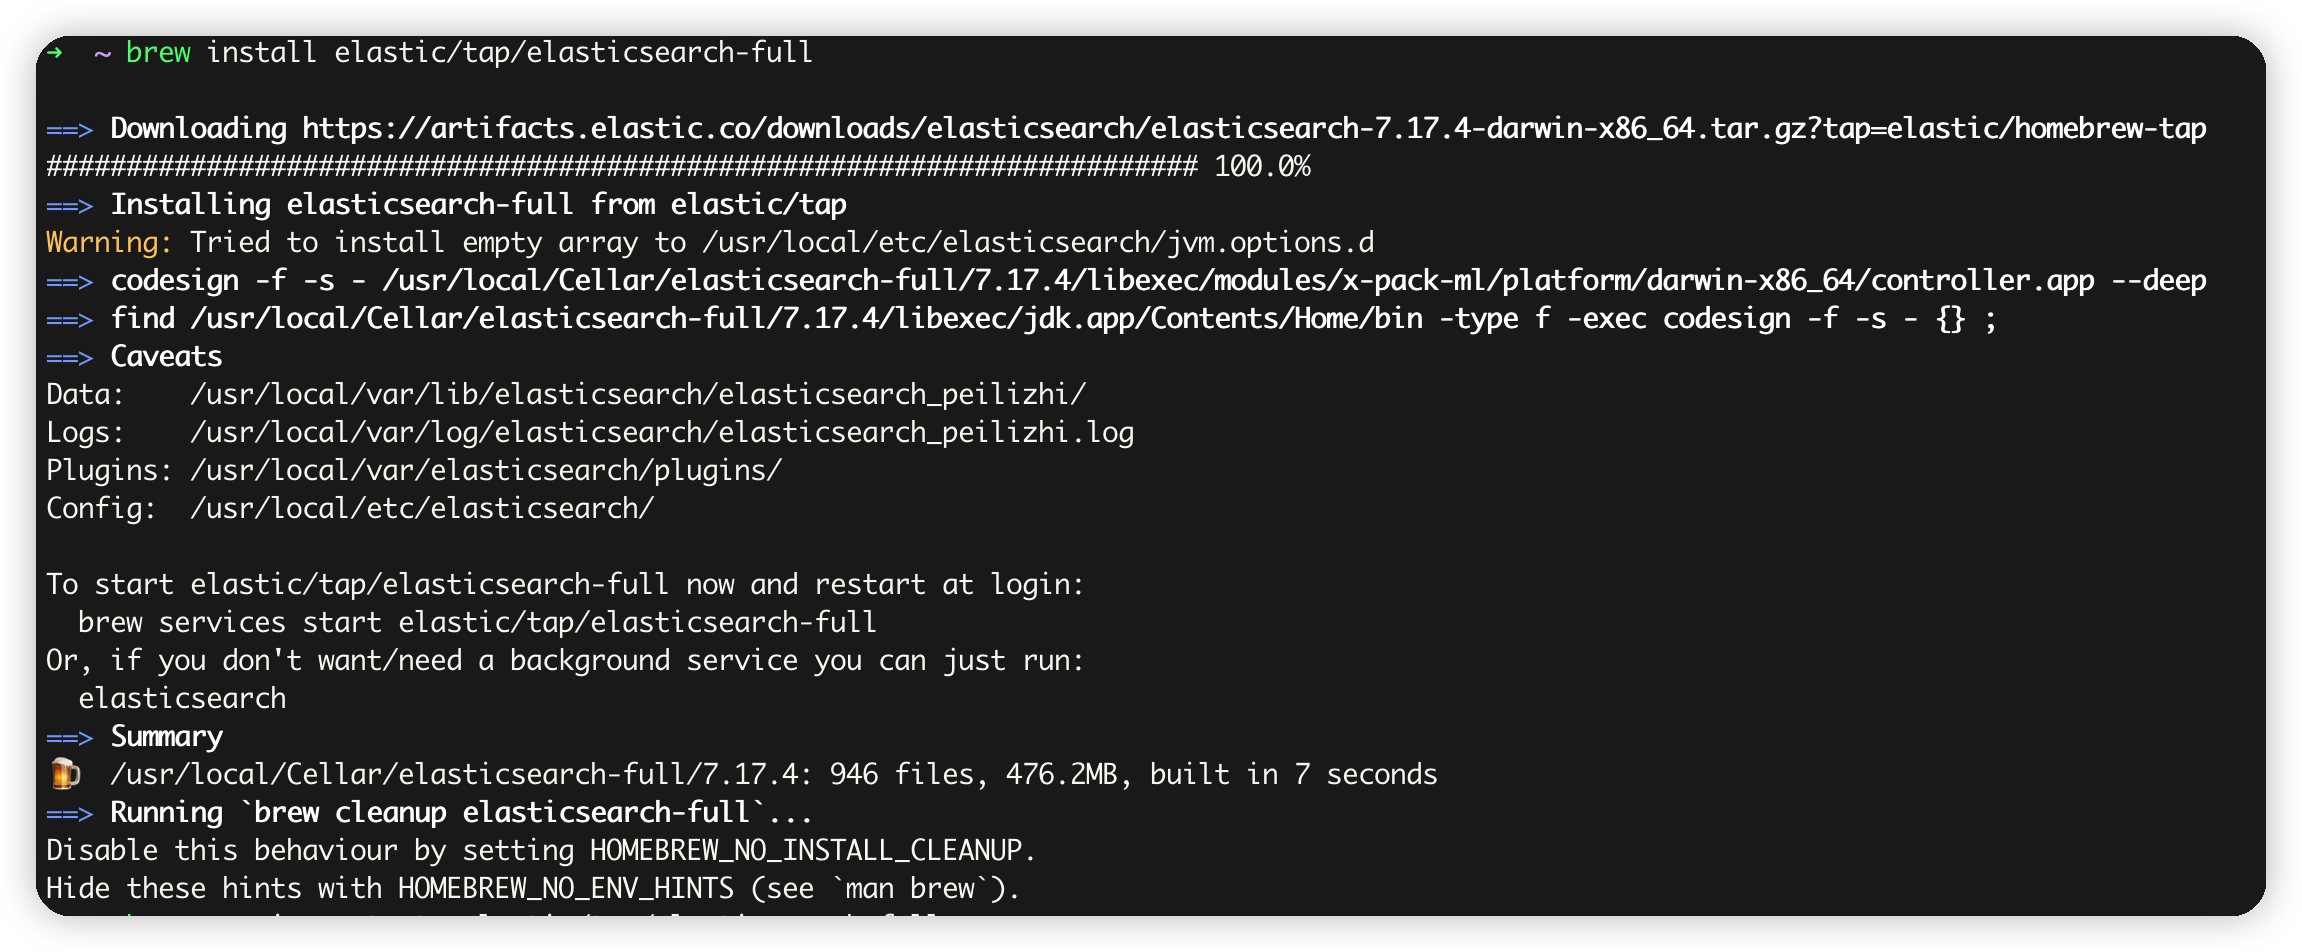 ➜  ~ brew install elastic/tap/elasticsearch-full
==> Downloading https://artifacts.elastic.co/downloads/elasticsearch/elasticsearch-7.17.4-darwin-x86_64.tar.gz?tap=elastic/homebrew-tap
######################################################################## 100.0%
==> Installing elasticsearch-full from elastic/tap
Warning: Tried to install empty array to /usr/local/etc/elasticsearch/jvm.options.d
==> codesign -f -s - /usr/local/Cellar/elasticsearch-full/7.17.4/libexec/modules/x-pack-ml/platform/darwin-x86_64/controller.app --deep
==> find /usr/local/Cellar/elasticsearch-full/7.17.4/libexec/jdk.app/Contents/Home/bin -type f -exec codesign -f -s - {} ;
==> Caveats
Data:    /usr/local/var/lib/elasticsearch/elasticsearch_peilizhi/
Logs:    /usr/local/var/log/elasticsearch/elasticsearch_peilizhi.log
Plugins: /usr/local/var/elasticsearch/plugins/
Config:  /usr/local/etc/elasticsearch/
To start elastic/tap/elasticsearch-full now and restart at login:
  brew services start elastic/tap/elasticsearch-full
Or, if you don't want/need a background service you can just run:
  elasticsearch
==> Summary
🍺  /usr/local/Cellar/elasticsearch-full/7.17.4: 946 files, 476.2MB, built in 7 seconds
==> Running `brew cleanup elasticsearch-full`...
Disable this behaviour by setting HOMEBREW_NO_INSTALL_CLEANUP.
Hide these hints with HOMEBREW_NO_ENV_HINTS (see `man brew`).